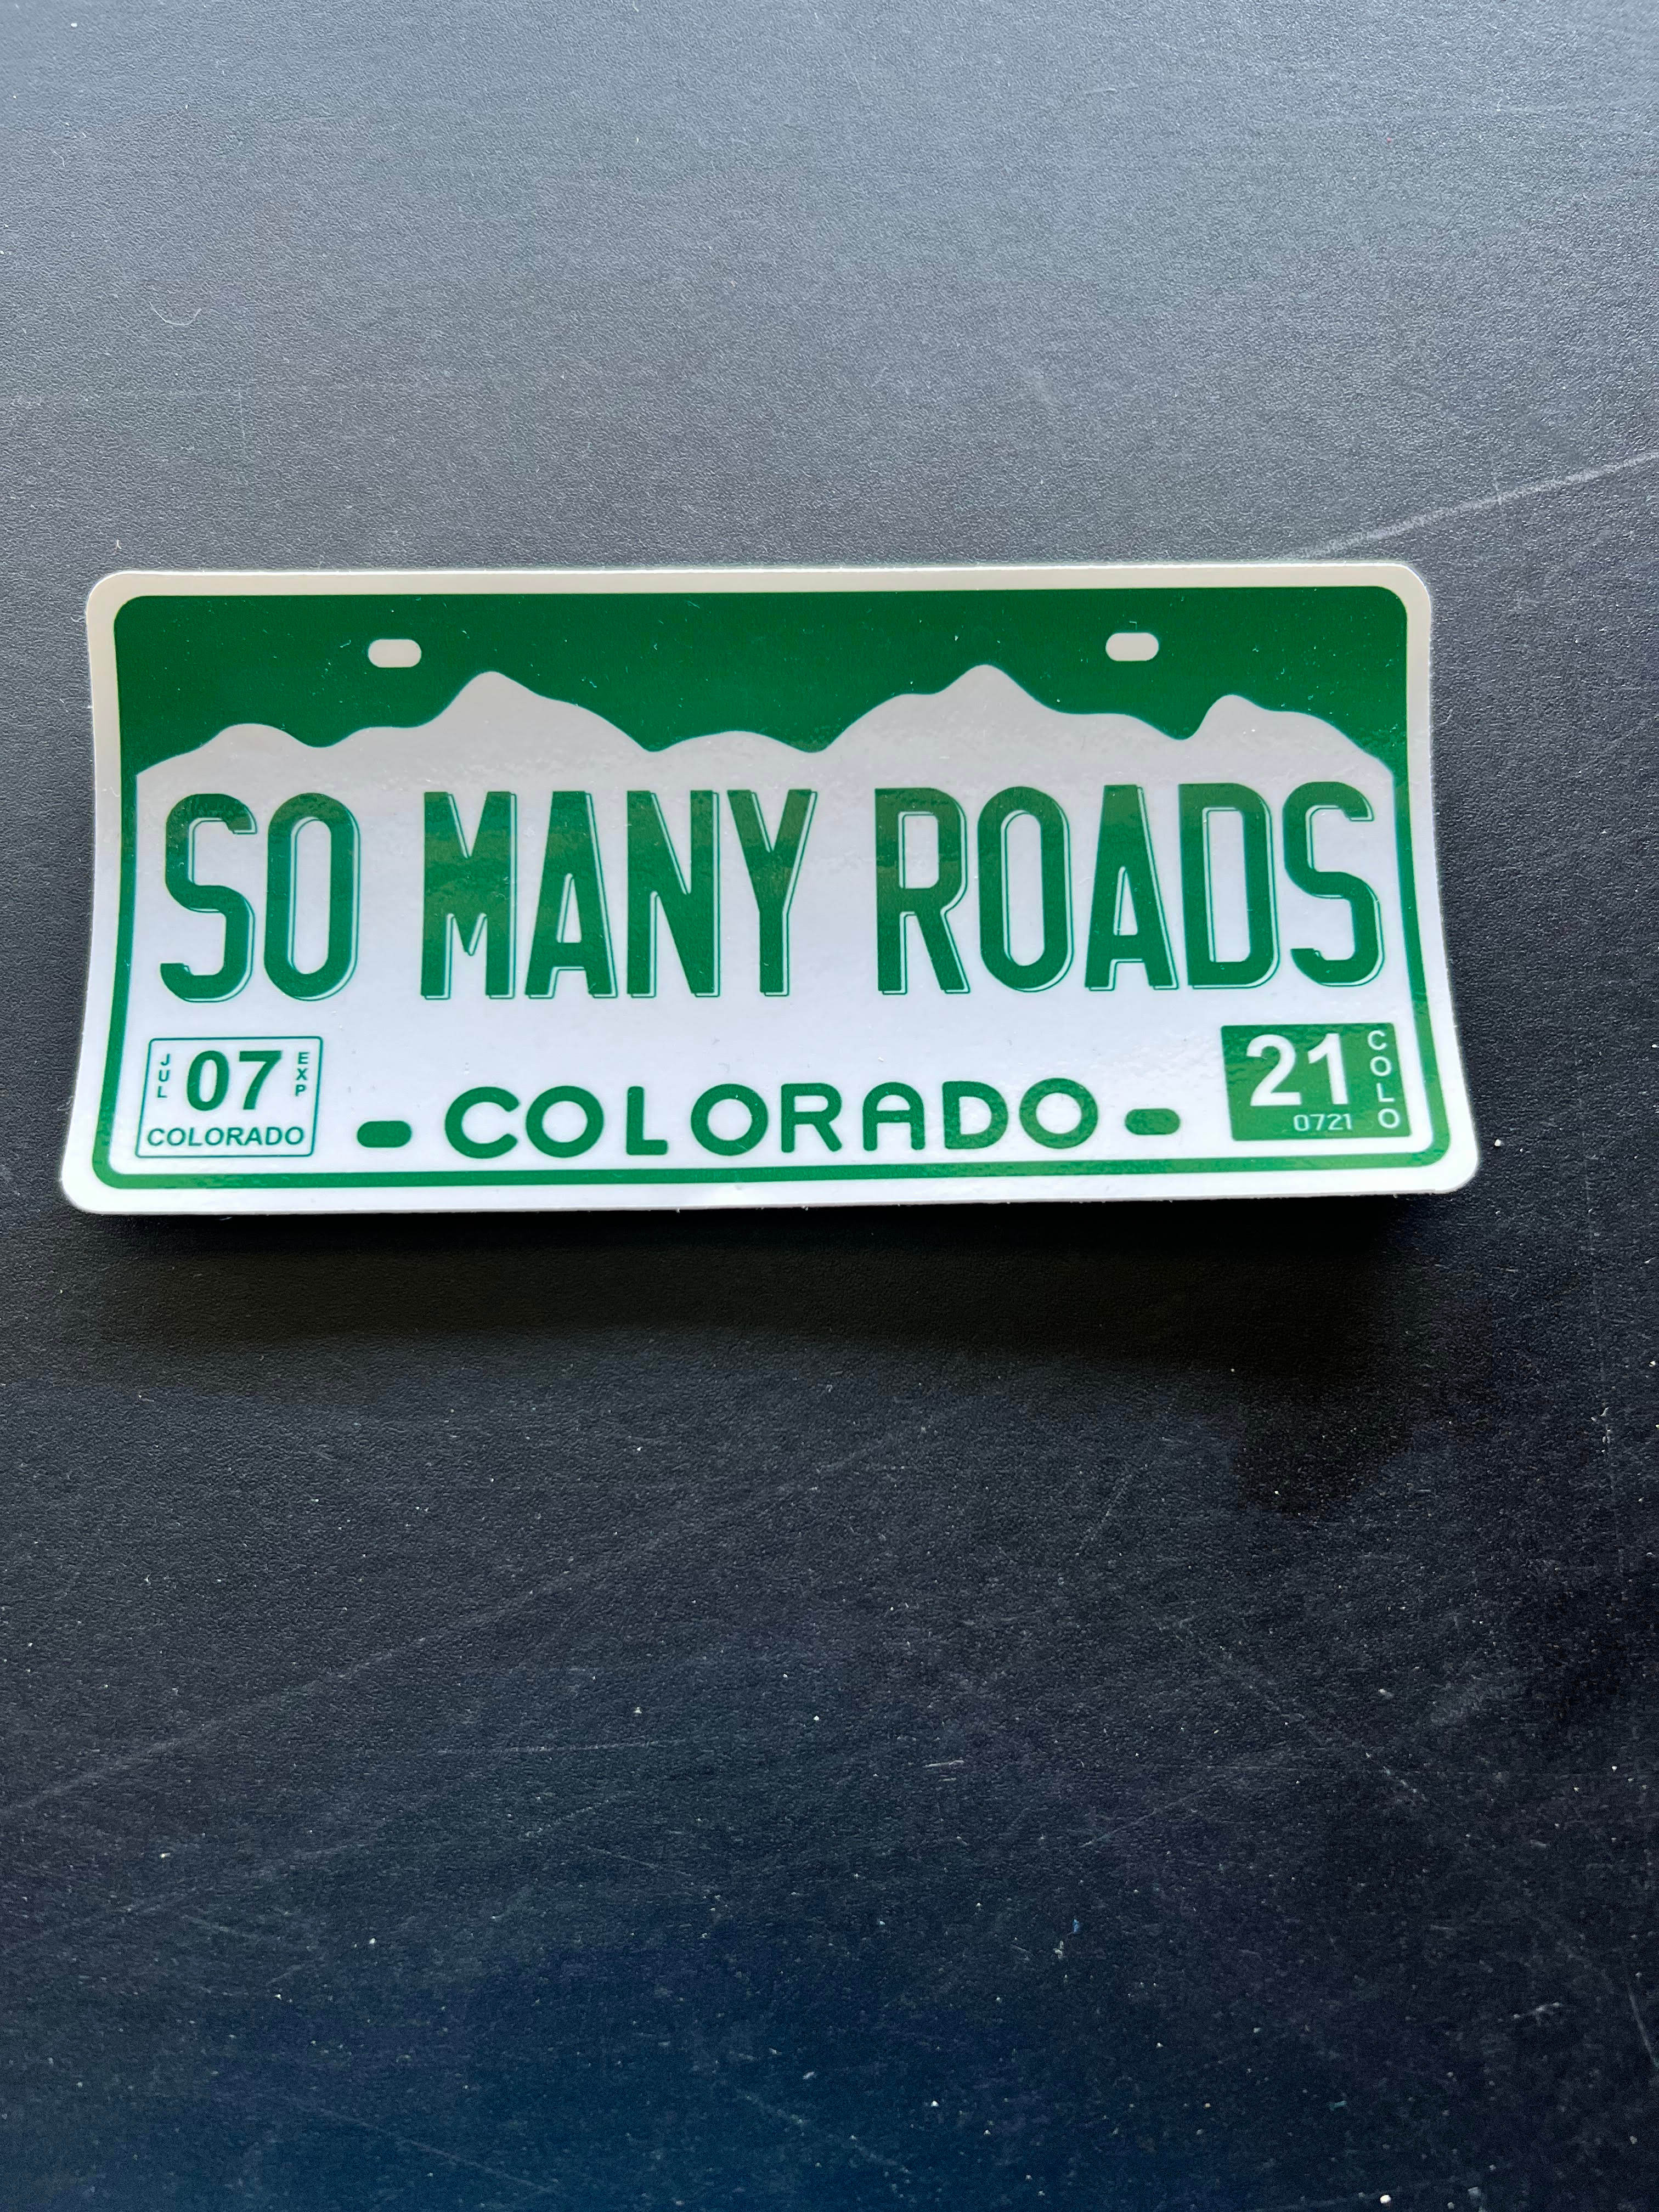 SO MANY ROADS
JUL 07 EXP
COLORADO
- COLORADO -
21 COLO
0721